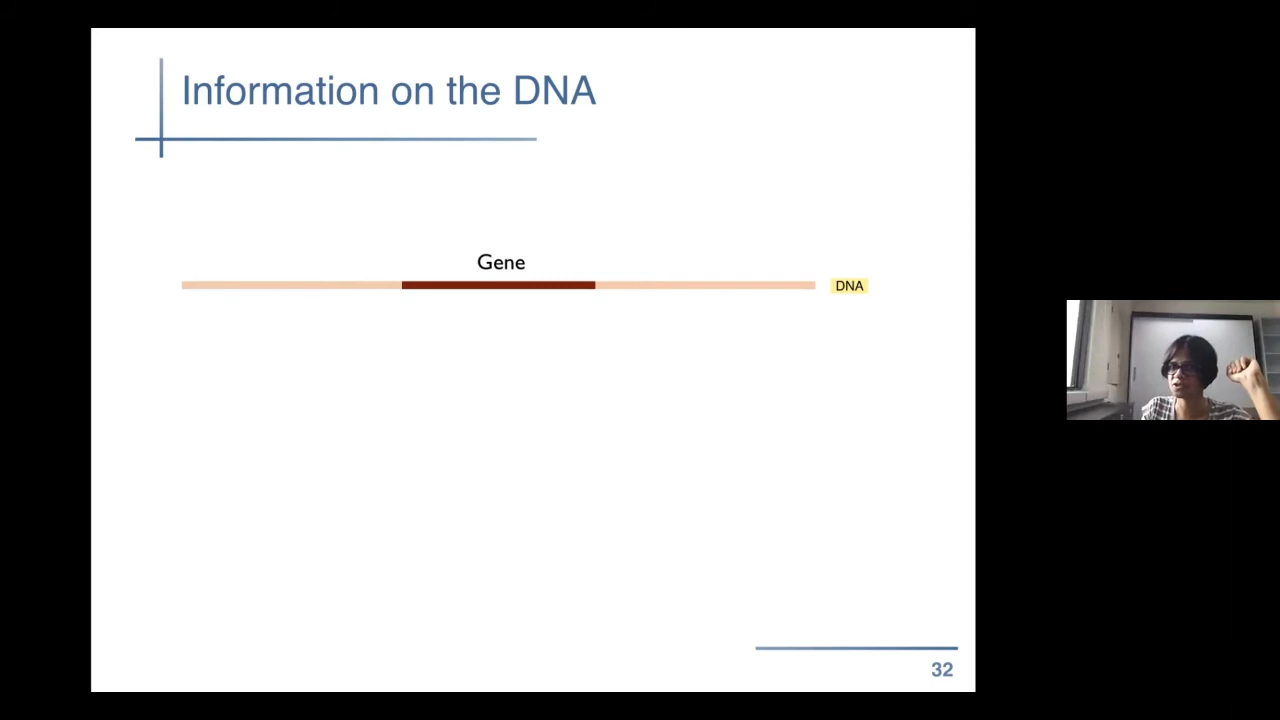 Information on the DNA
Gene
DNA
32